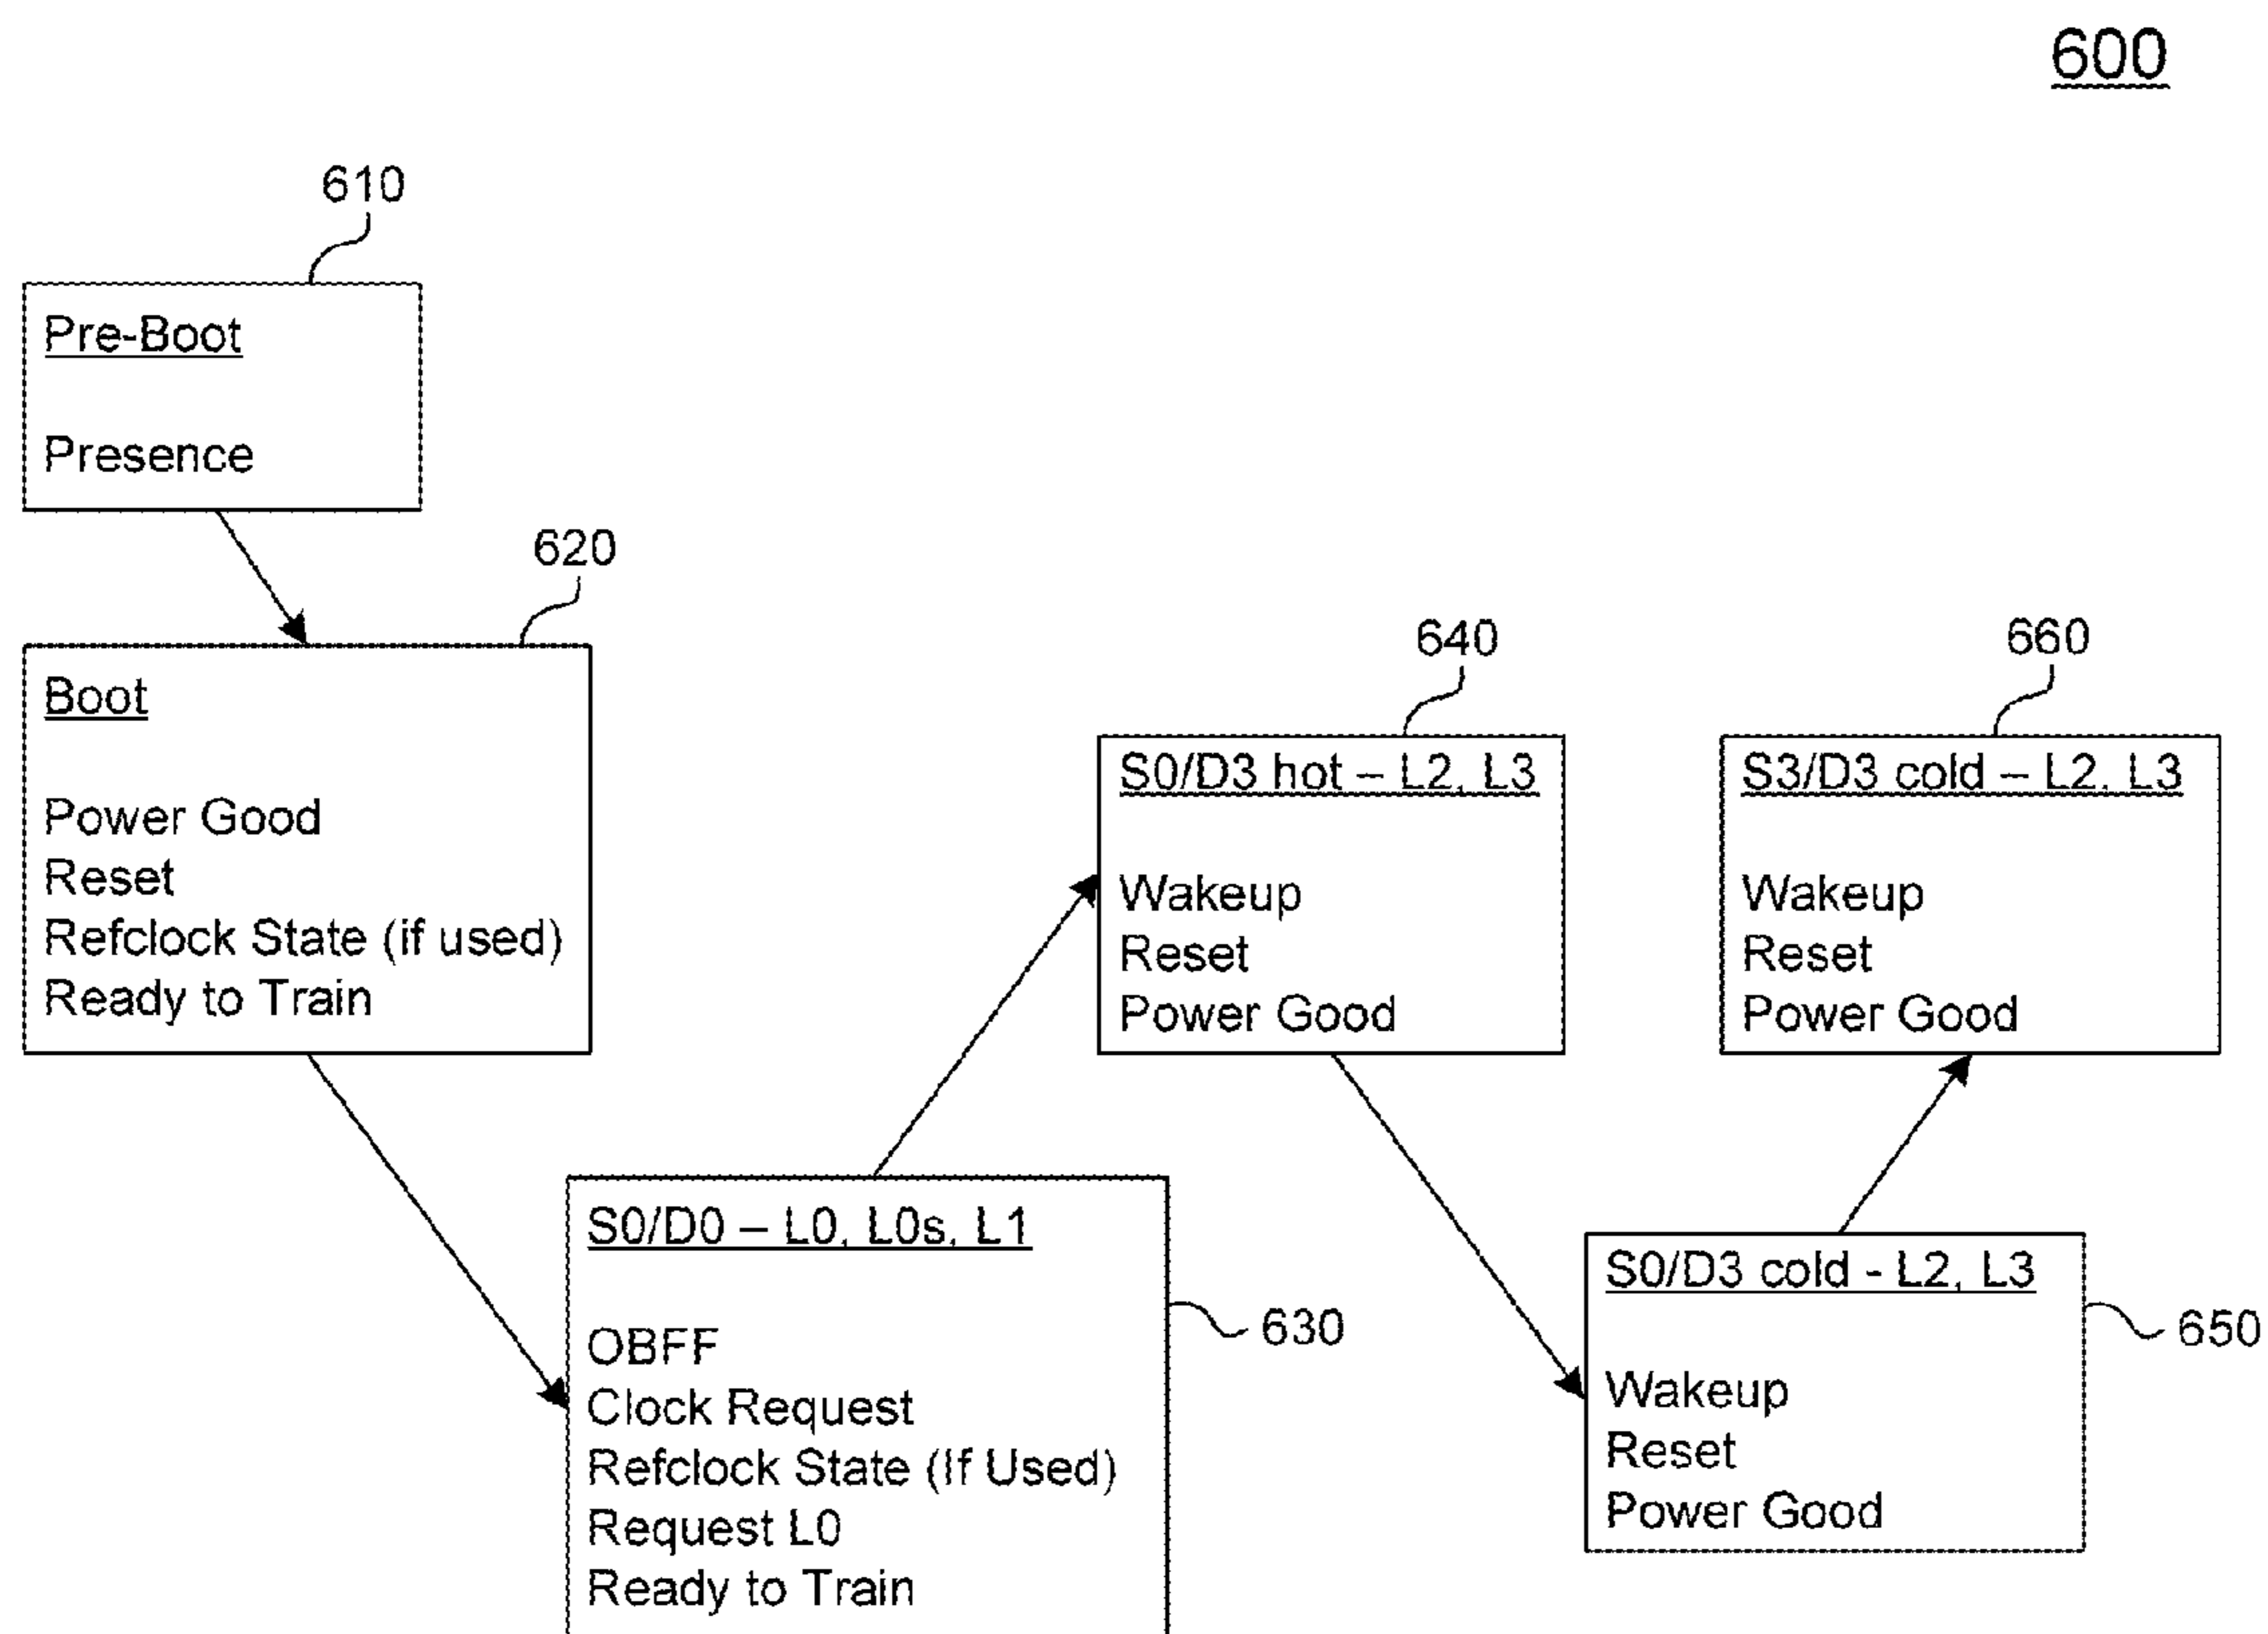 600
610
Pre-Boot
Presence
620
Boot
Power Good
Reset
Refclock State (if used)
Ready to Train
640
S0/D3 hot – L2, L3
Wakeup
Reset
Power Good
660
S3/D3 cold – L2, L3
Wakeup
Reset
Power Good
S0/D0 – L0, L0s, L1
OBFF
Clock Request
Refclock State (If Used)
Request L0
Ready to Train
630
S0/D3 cold - L2, L3
Wakeup
Reset
Power Good
650